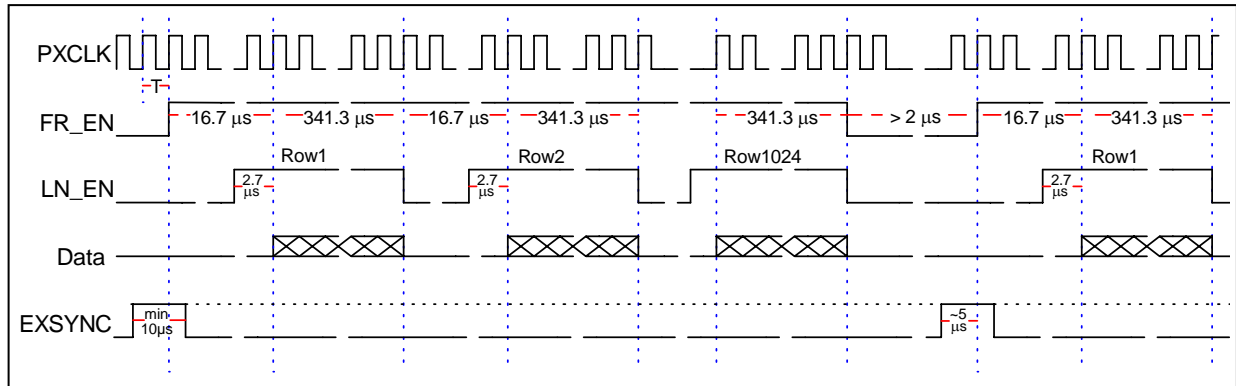 PXCLK
T
FR_EN
16.7 µs 341.3 µs 16.7 µs 341.3 µs 341.3 µs > 2 µs 16.7 µs 341.3 µs
Row1 Row2 Row1024 Row1
LN_EN
2.7 µs 2.7 µs 2.7 µs
Data
EXSYNC
min 10µs
~5 µs